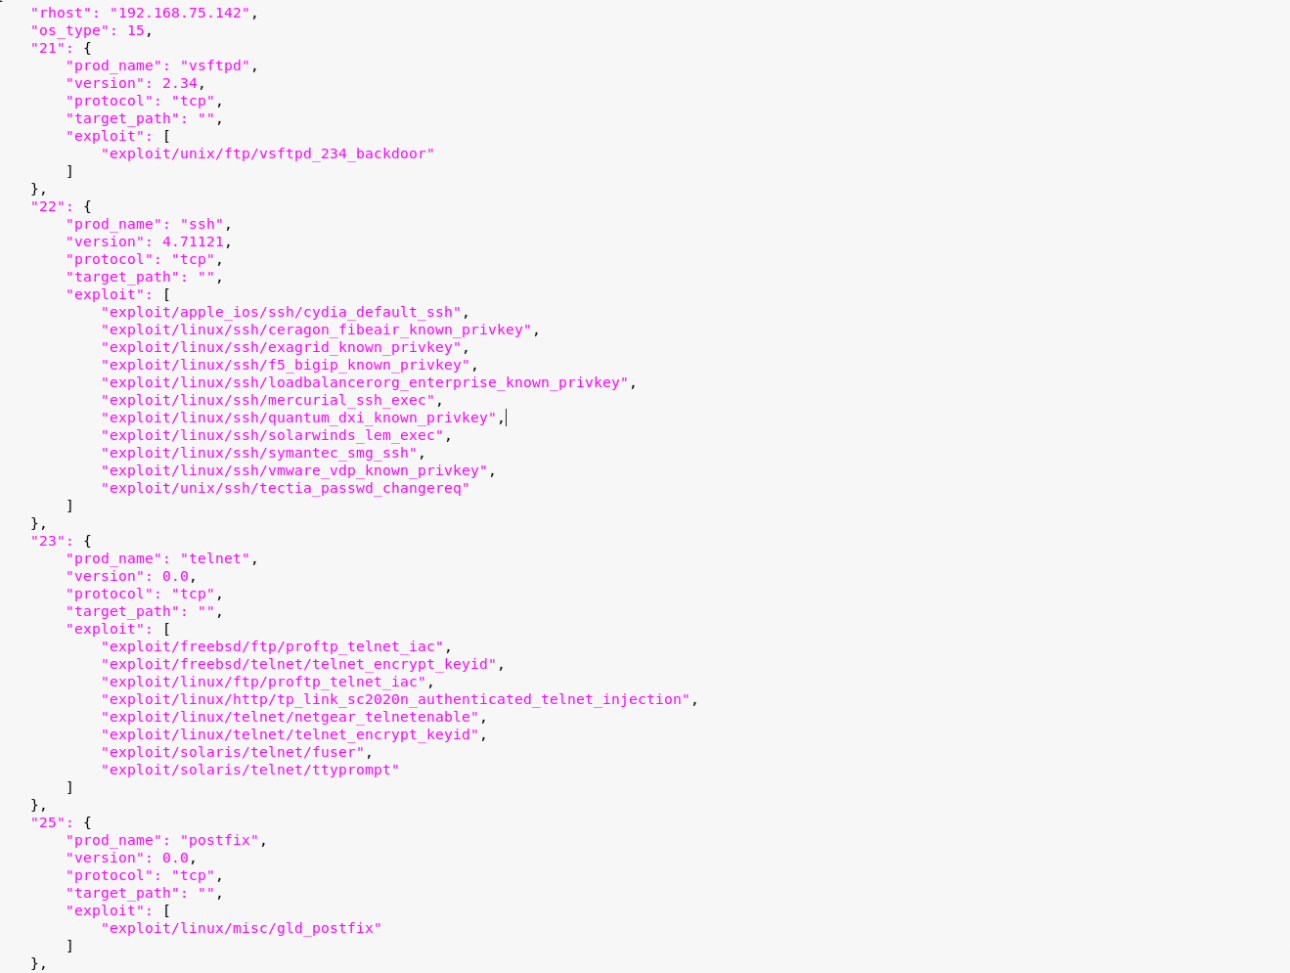 "rhost": "192.168.75.142",
"os_type": 15,
"21": {
"prod_name": "vsftpd",
"version": 2.34,
"protocol": "tcp",
"target_path": "",
"exploit": [
"exploit/unix/ftp/vsftpd_234_backdoor"
]
},
"22": {
"prod_name": "ssh",
"version": 4.71121,
"protocol": "tcp",
"target_path": "",
"exploit": [
"exploit/apple_ios/ssh/cydia_default_ssh",
"exploit/linux/ssh/ceragon_fibeair_known_privkey",
"exploit/linux/ssh/exagrid_known_privkey",
"exploit/linux/ssh/f5_bigip_known_privkey",
"exploit/linux/ssh/loadbalancerorg_enterprise_known_privkey",
"exploit/linux/ssh/mercurial_ssh_exec",
"exploit/linux/ssh/quantum_dxi_known_privkey",
"exploit/linux/ssh/solarwinds_lem_exec",
"exploit/linux/ssh/symantec_smg_ssh",
"exploit/linux/ssh/vmware_vdp_known_privkey",
"exploit/unix/ssh/tectia_passwd_changereq"
]
},
"23": {
"prod_name": "telnet",
"version": 0.0,
"protocol": "tcp",
"target_path": "",
"exploit": [
"exploit/freebsd/ftp/proftp_telnet_iac",
"exploit/freebsd/telnet/telnet_encrypt_keyid",
"exploit/linux/ftp/proftp_telnet_iac",
"exploit/linux/http/tp_link_sc2020n_authenticated_telnet_injection",
"exploit/linux/telnet/netgear_telnetenable",
"exploit/linux/telnet/telnet_encrypt_keyid",
"exploit/solaris/telnet/fuser",
"exploit/solaris/telnet/ttyprompt"
]
},
"25": {
"prod_name": "postfix",
"version": 0.0,
"protocol": "tcp",
"target_path": "",
"exploit": [
"exploit/linux/misc/gld_postfix"
]
},